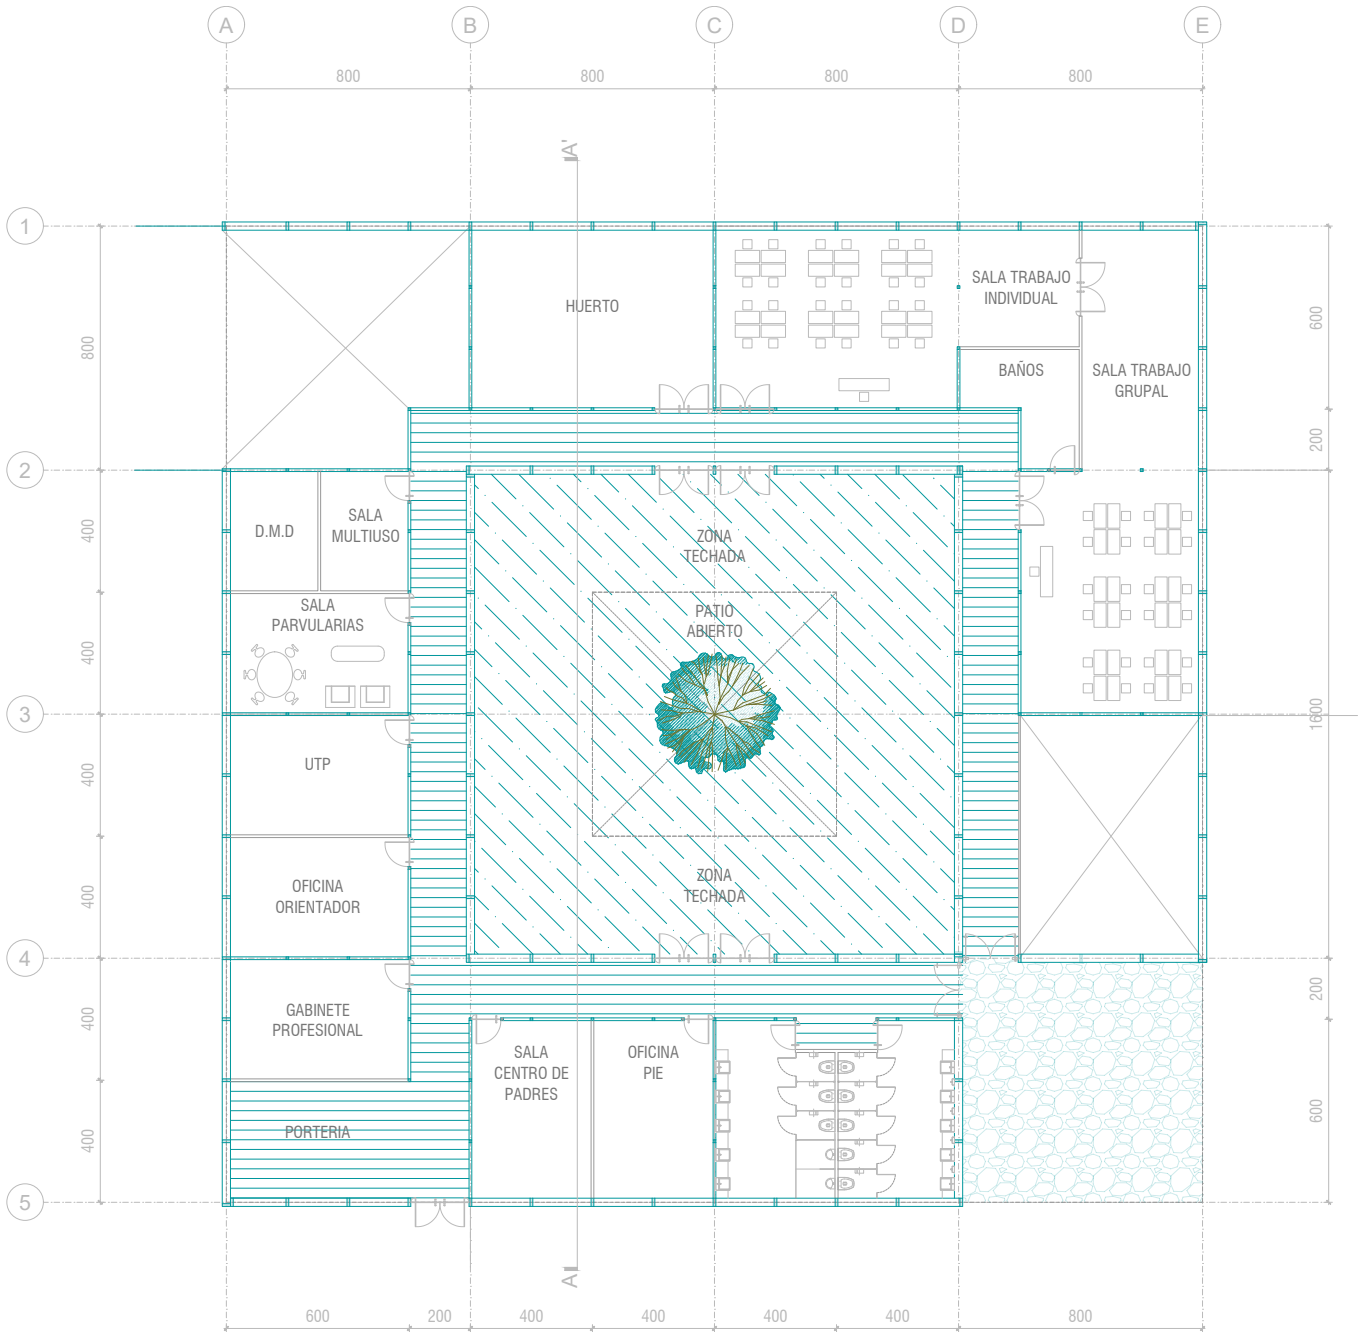 A
B
C
D
E
800
800
800
800
A'
1
HUERTO
SALA TRABAJO
INDIVIDUAL
600
800
BAÑOS
SALA TRABAJO
GRUPAL
200
2
400
D.M.D
SALA
MULTIUSO
ZONA
TECHADA
SALA
PARVULARIAS
PATIO
ABIERTO
400
3
1600
UTP
400
OFICINA
ORIENTADOR
ZONA
TECHADA
400
4
200
GABINETE
PROFESIONAL
400
SALA
CENTRO DE
PADRES
OFICINA
PIE
600
PORTERIA
400
5
A
600
200
400
400
400
400
800